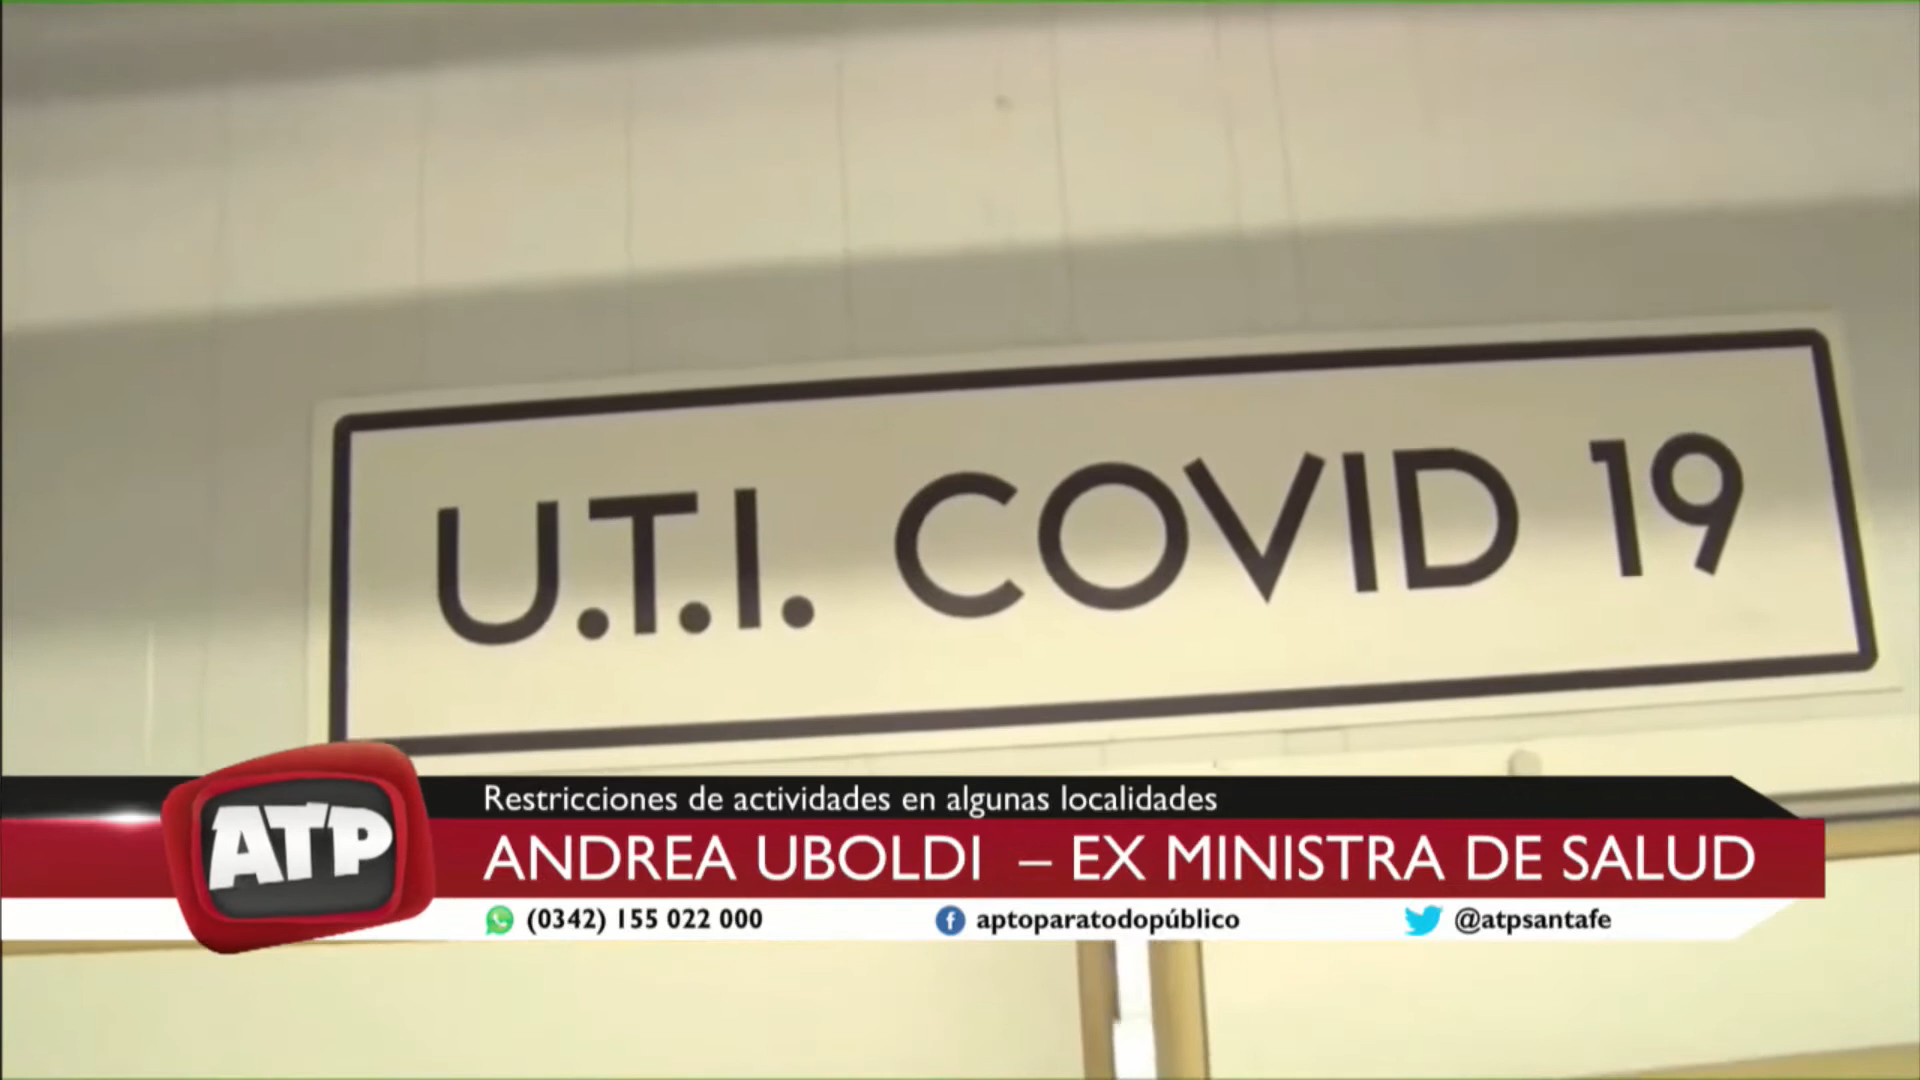 U.T.I. COVID 19
Restricciones de actividades en algunas localidades
ATP
ANDREA UBOLDI – EX MINISTRA DE SALUD
(0342) 155 022 000
aptoparatodopúblico
@atpsantafe